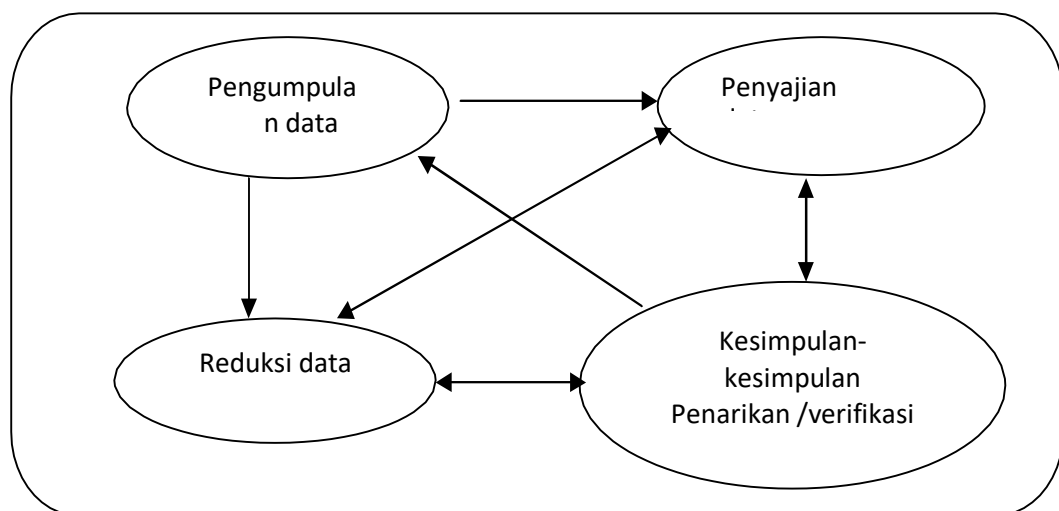 Pengumpula
n data
Penyajian
Reduksi data
Kesimpulan-
kesimpulan
Penarikan /verifikasi